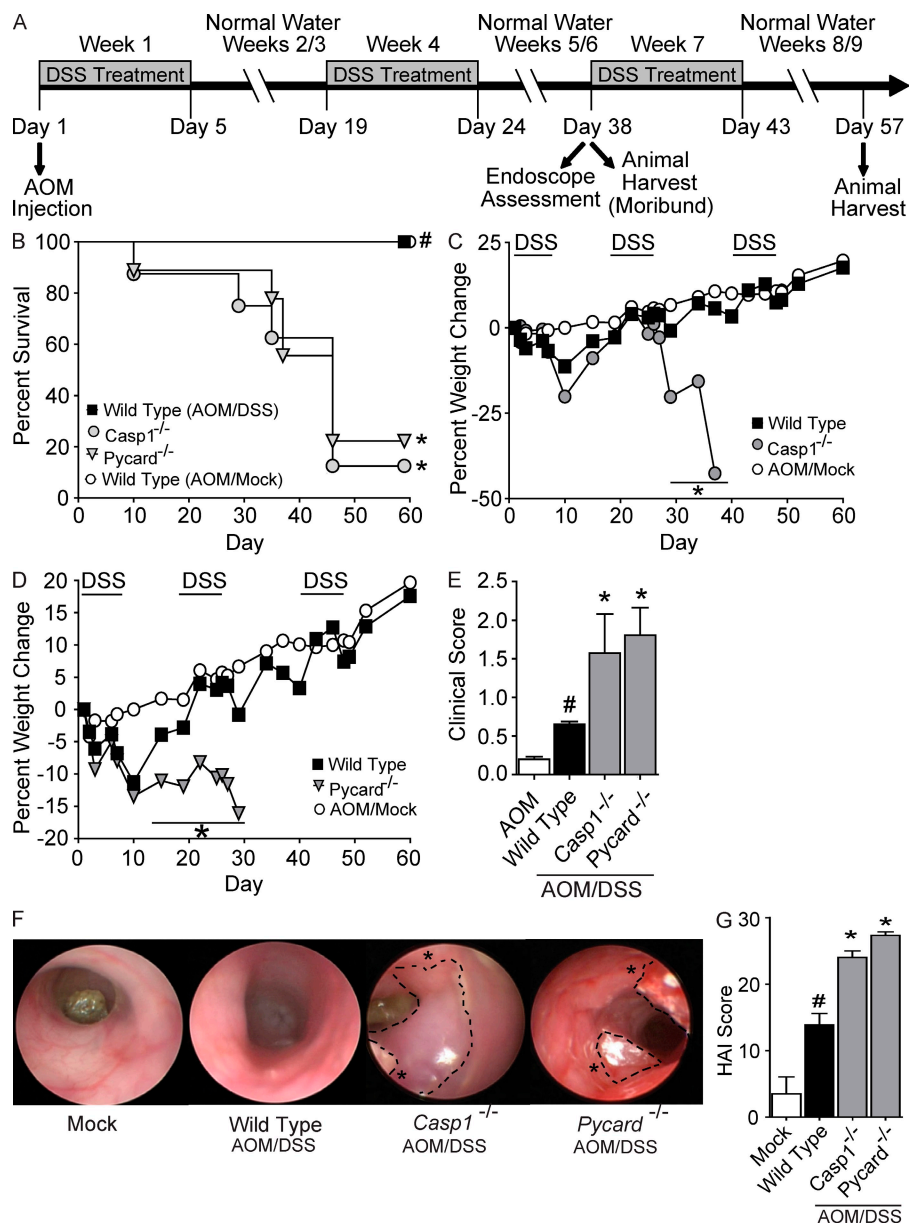 A
Week 1
Normal Water
Weeks 2/3
Week 4
Normal Water
Weeks 5/6
Week 7
Normal Water
Weeks 8/9
DSS Treatment
DSS Treatment
DSS Treatment
Day 1
Day 5
Day 19
Day 24
Day 38
Day 43
Day 57
AOM
Injection
Endoscope
Assessment
Animal
Harvest
(Moribund)
Animal
Harvest
B
Percent Survival
100
80
60
40
20
0
#
*
*
Wild Type (AOM/DSS)
Casp1-/-
Pycard-/-
Wild Type (AOM/Mock)
0 10 20 30 40 50 60
Day
C
Percent Weight Change
25
0
-25
-50
DSS DSS DSS
Wild Type
Casp1-/-
AOM/Mock
*
0 10 20 30 40 50 60
Day
D
Percent Weight Change
20
15
10
5
0
-5
-10
-15
-20
DSS DSS DSS
Wild Type
Pycard-/-
AOM/Mock
*
0 10 20 30 40 50 60
Day
E
Clinical Score
2.5
2.0
1.5
1.0
0.5
0.0
#
*
*
AOM
Wild Type
Casp1-/-
Pycard-/-
AOM/DSS
F
*
*
*
*
Mock
Wild Type
AOM/DSS
Casp1-/-
AOM/DSS
Pycard-/-
AOM/DSS
G
HAI Score
30
20
10
0
#
*
*
Mock
Wild Type
Casp1-/-
Pycard-/-
AOM/DSS